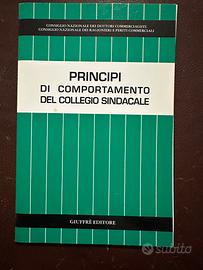 CONSIGLIO NAZIONALE DEI DOTTORI COMMERCIALISTI
CONSIGLIO NAZIONALE DEI RAGIONIERI E PERITI COMMERCIALI
PRINCIPI
DI COMPORTAMENTO
DEL COLLEGIO SINDACALE
GIUFFRÈ EDITORE
subito